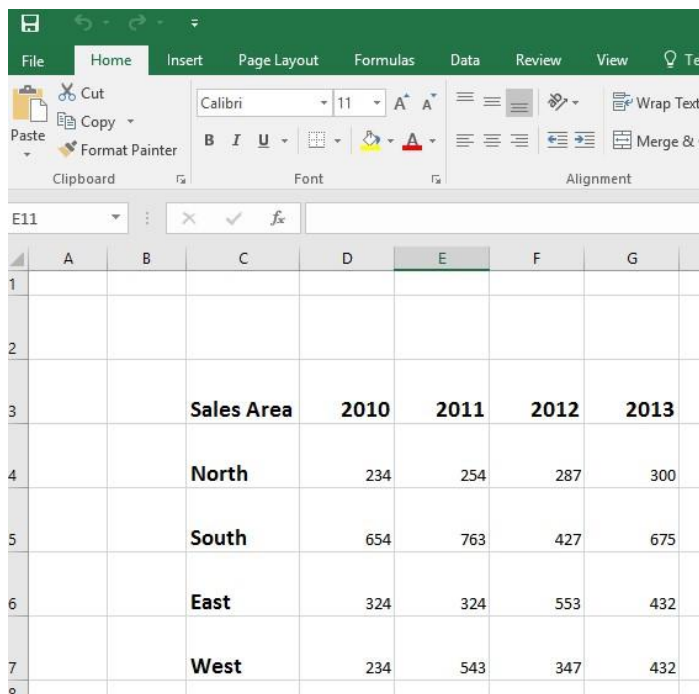 File Home Insert Page Layout Formulas Data Review View Te
Cut
Calibri 11 A A Wrap Text
Copy
Paste
Format Painter B I U A Merge &
Clipboard Font Alignment
E11 fx
A B C D E F G
1
2
3 Sales Area 2010 2011 2012 2013
4 North 234 254 287 300
5 South 654 763 427 675
6 East 324 324 553 432
7 West 234 543 347 432